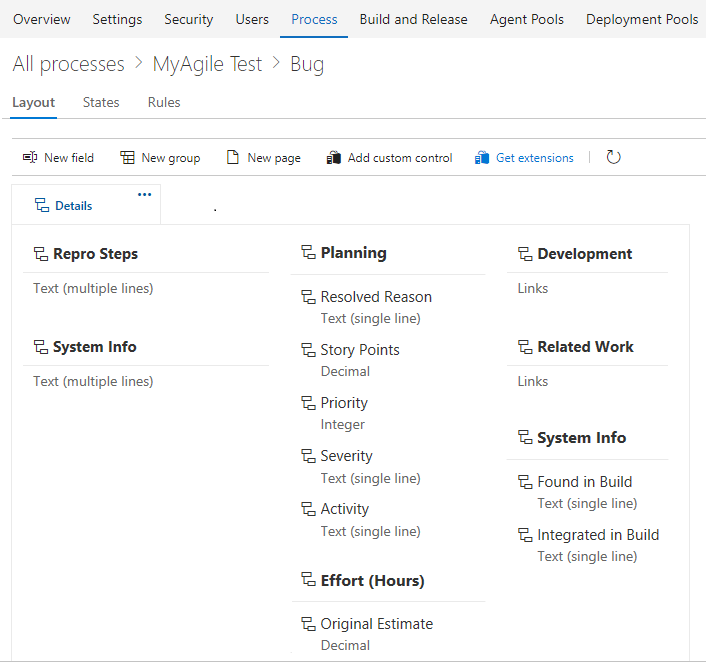 Overview Settings Security Users Process Build and Release Agent Pools Deployment Pools
All processes > MyAgile Test > Bug
Layout States Rules
New field New group New page Add custom control Get extensions
Details ... .
Repro Steps
Text (multiple lines)
System Info
Text (multiple lines)
Planning
Resolved Reason
Text (single line)
Story Points
Decimal
Priority
Integer
Severity
Text (single line)
Activity
Text (single line)
Effort (Hours)
Original Estimate
Decimal
Development
Links
Related Work
Links
System Info
Found in Build
Text (single line)
Integrated in Build
Text (single line)